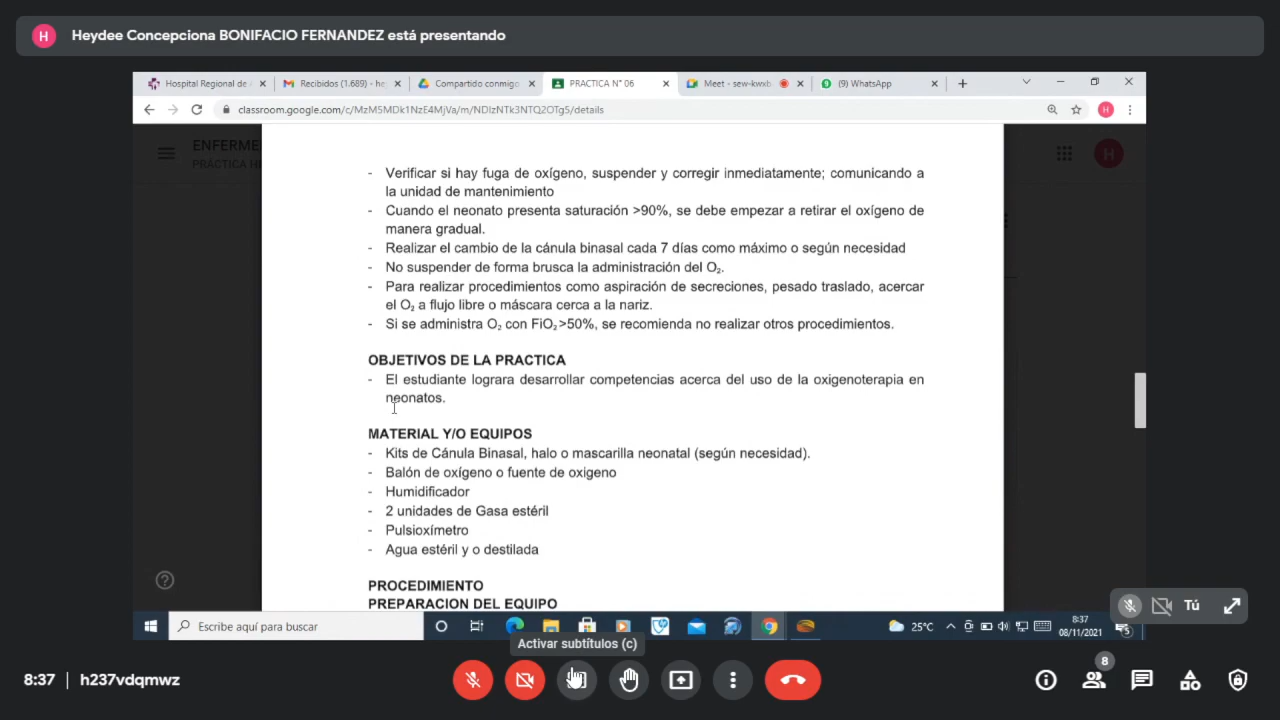 H Heydee Concepciona BONIFACIO FERNANDEZ está presentando
Hospital Regional de
Recibidos (1.689) - he
Compartido conmigo
PRACTICA N° 06
Meet - sew-kwxb
(9) WhatsApp
classroom.google.com/c/MzM5MDk1NzE4MjVa/m/NDIzNTk3NTQ2OTg5/details
H
ENFERME
PRÁCTICA HE
H
- Verificar si hay fuga de oxígeno, suspender y corregir inmediatamente; comunicando a
la unidad de mantenimiento
- Cuando el neonato presenta saturación >90%, se debe empezar a retirar el oxígeno de
manera gradual.
- Realizar el cambio de la cánula binasal cada 7 días como máximo o según necesidad
- No suspender de forma brusca la administración del O₂.
- Para realizar procedimientos como aspiración de secreciones, pesado traslado, acercar
el O₂ a flujo libre o máscara cerca a la nariz.
- Si se administra O₂ con FiO₂ >50%, se recomienda no realizar otros procedimientos.
OBJETIVOS DE LA PRACTICA
- El estudiante lograra desarrollar competencias acerca del uso de la oxigenoterapia en
neonatos.
MATERIAL Y/O EQUIPOS
- Kits de Cánula Binasal, halo o mascarilla neonatal (según necesidad).
- Balón de oxígeno o fuente de oxigeno
- Humidificador
- 2 unidades de Gasa estéril
- Pulsioxímetro
- Agua estéril y o destilada
PROCEDIMIENTO
PREPARACION DEL EQUIPO
Tú
Escribe aquí para buscar
25°C
8:37
08/11/2021
5
Activar subtítulos (c)
8:37 | h237vdqmwz
8